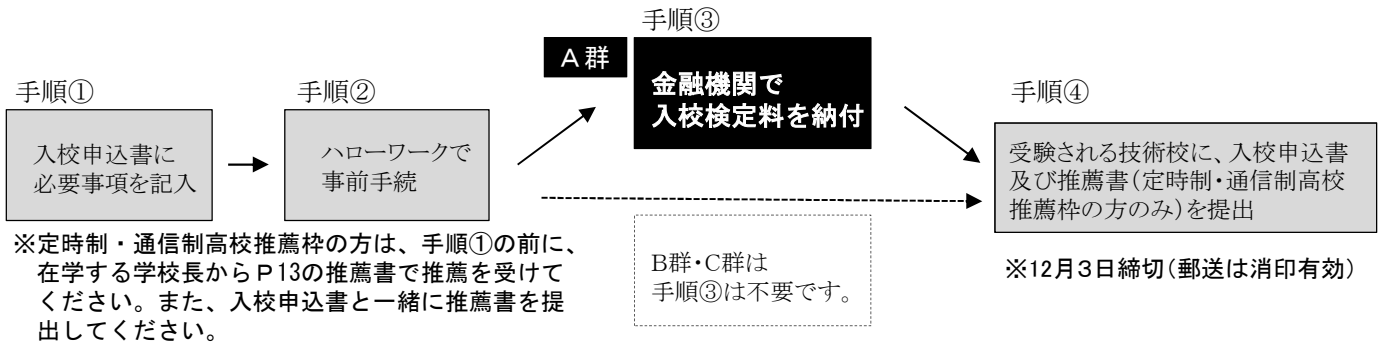 手順①
入校申込書に
必要事項を記入
手順②
ハローワークで
事前手続
A群
手順③
金融機関で
入校検定料を納付
B群・C群は
手順③は不要です。
手順④
受験される技術校に、入校申込書
及び推薦書（定時制・通信制高校
推薦枠の方のみ）を提出
※12月3日締切（郵送は消印有効）
※定時制・通信制高校推薦枠の方は、手順①の前に、
在学する学校長からＰ13の推薦書で推薦を受けて
ください。また、入校申込書と一緒に推薦書を提
出してください。